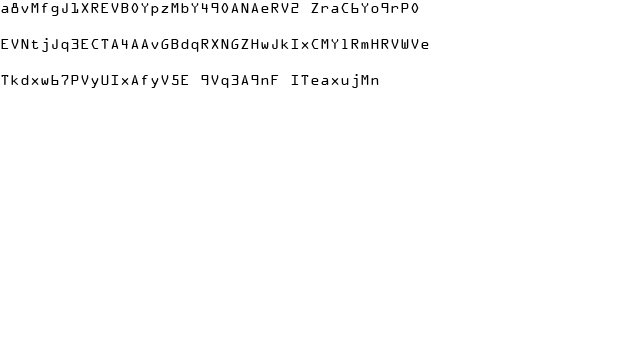 a8vMfgJ1XREVB0YpzMbY490ANAeRV2 ZraC6Yo9rP0
EVNtjJq3ECTA4AAvGBdqRXNGZHwJkIxCMY1RmHRVWVe
Tkdxw67PVyUIxAfyV5E 9Vq3A9nF ITeaxujMn